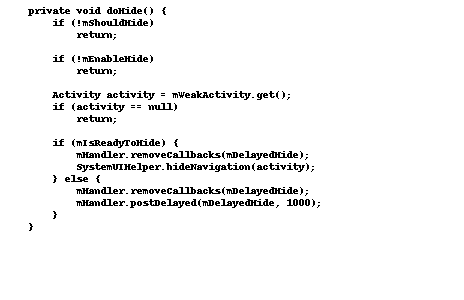 private void doHide() {
if (!mShouldHide)
return;
if (!mEnableHide)
return;
Activity activity = mWeakActivity.get();
if (activity == null)
return;
if (mIsReadyToHide) {
mHandler.removeCallbacks(mDelayedHide);
SystemUIHelper.hideNavigation(activity);
} else {
mHandler.removeCallbacks(mDelayedHide);
mHandler.postDelayed(mDelayedHide, 1000);
}
}